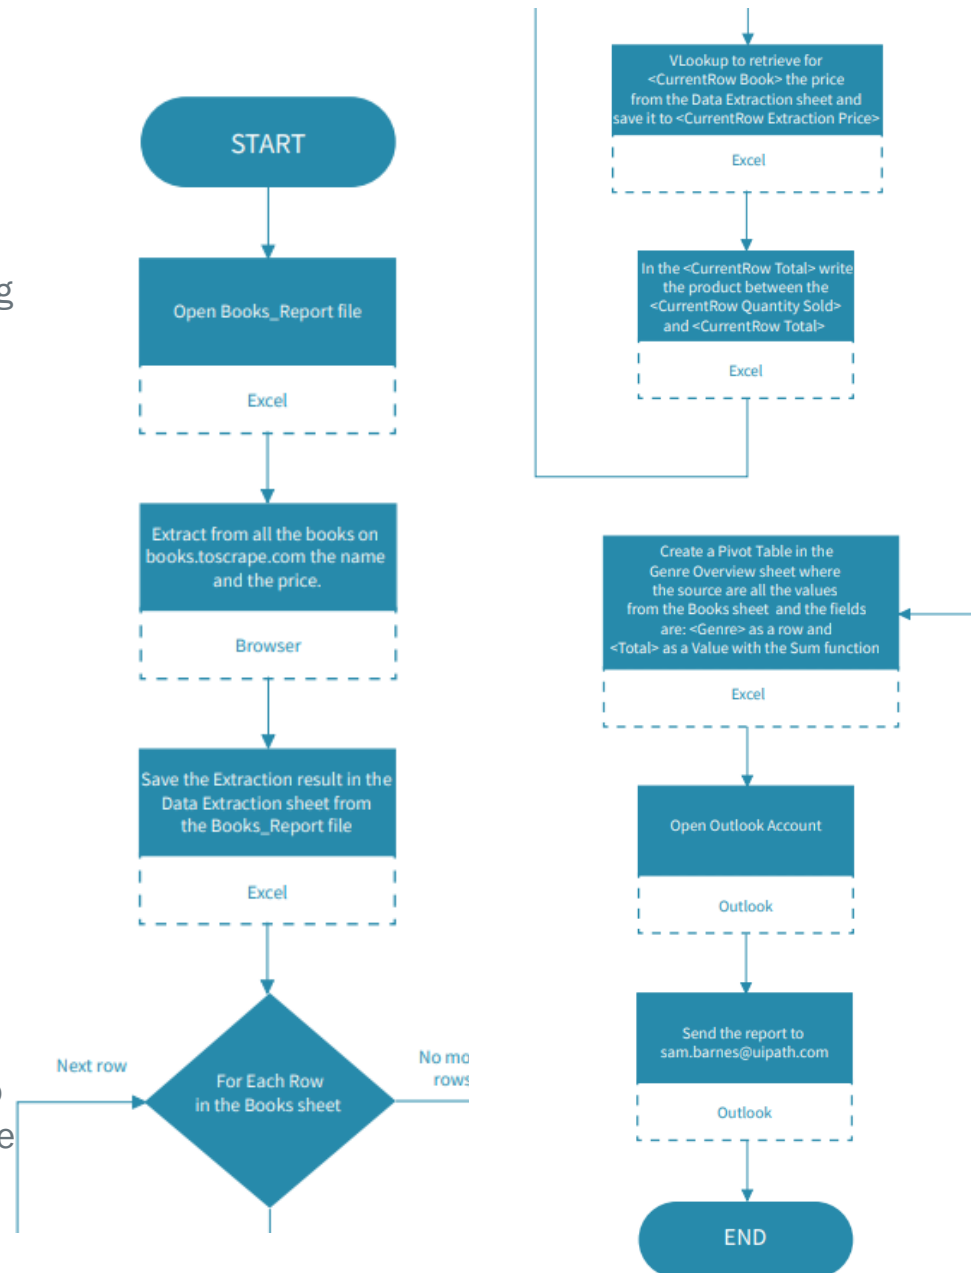 START
g
Open Books_Report file
Excel
Extract from all the books on
books.toscrape.com the name
and the price.
Browser
Save the Extraction result in the
Data Extraction sheet from
the Books_Report file
Excel
Next row
For Each Row
in the Books sheet
No mo
rows
e
VLookup to retrieve for
<CurrentRow Book> the price
from the Data Extraction sheet and
save it to <CurrentRow Extraction Price>
Excel
In the <CurrentRow Total> write
the product between the
<CurrentRow Quantity Sold>
and <CurrentRow Total>
Excel
Create a Pivot Table in the
Genre Overview sheet where
the source are all the values
from the Books sheet and the fields
are: <Genre> as a row and
<Total> as a Value with the Sum function
Excel
Open Outlook Account
Outlook
Send the report to
sam.barnes@uipath.com
Outlook
END